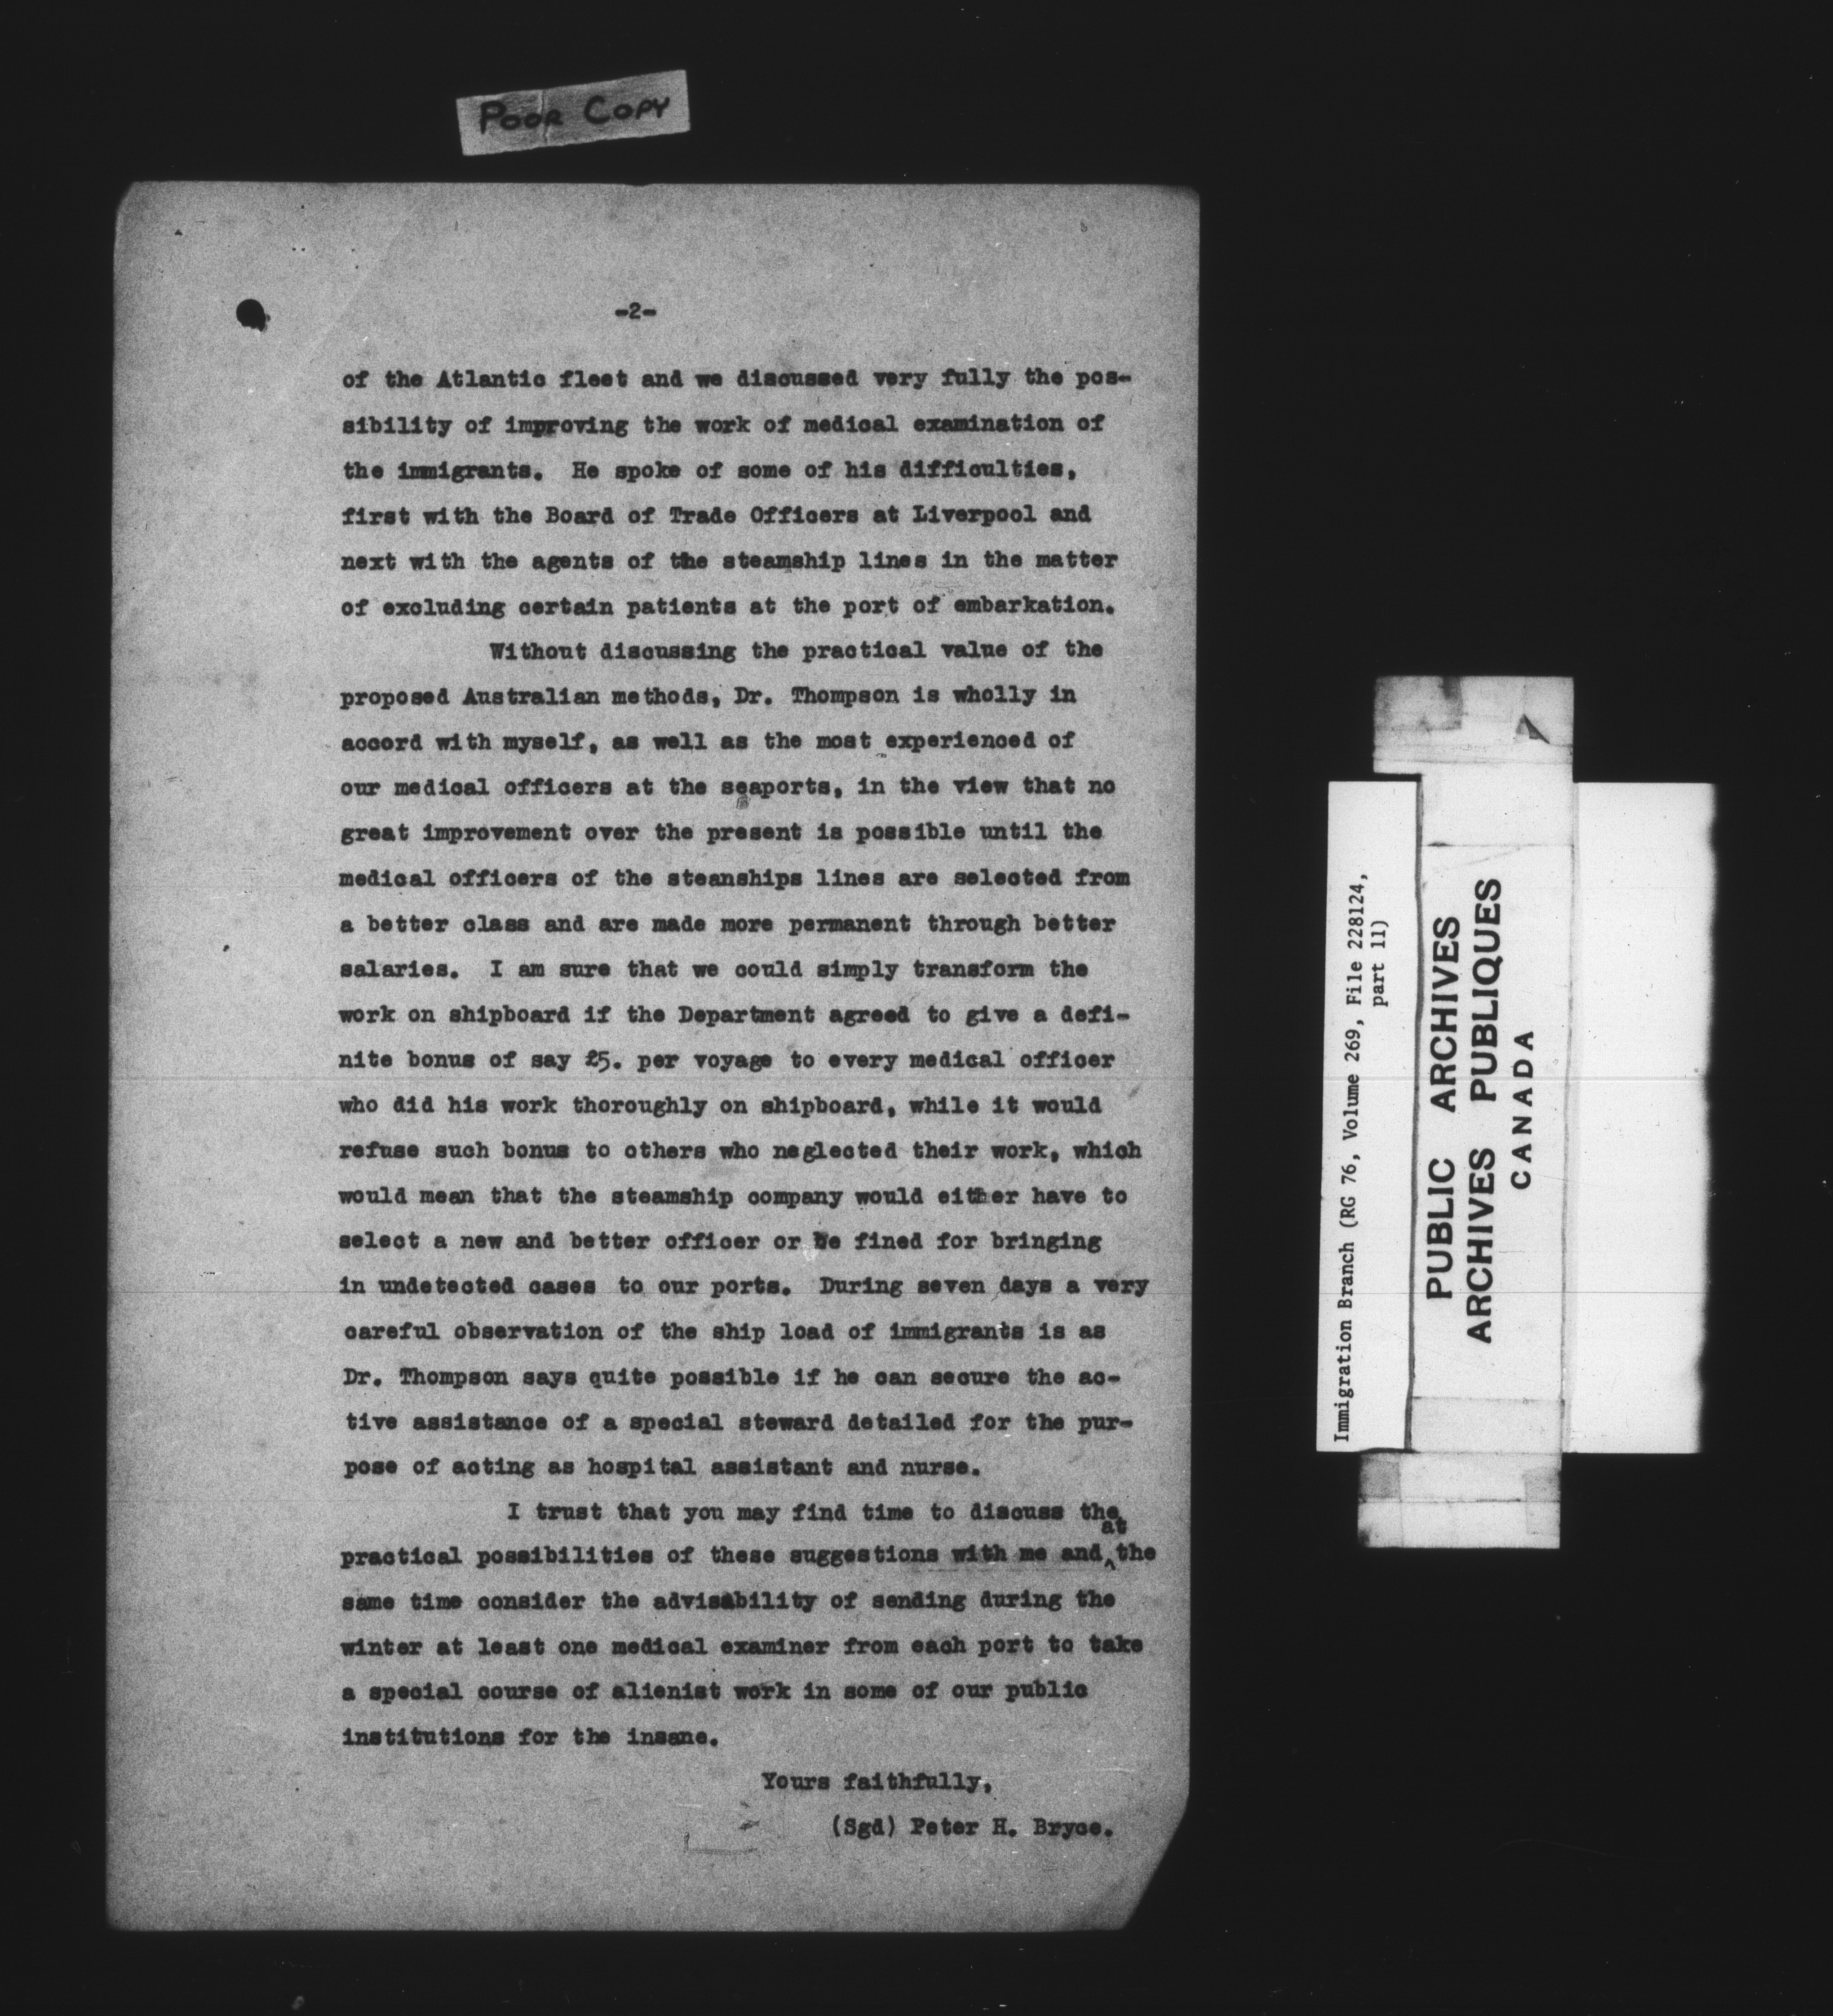 POOR COPY
-2-
of the Atlantic fleet and we discussed very fully the pos-
sibility of improving the work of medical examination of
the immigrants. He spoke of some of his difficulties,
first with the Board of Trade Officers at Liverpool and
next with the agents of the steamship lines in the matter
of excluding certain patients at the port of embarkation.
Without discussing the practical value of the
proposed Australian methods, Dr. Thompson is wholly in
accord with myself, as well as the most experienced of
our medical officers at the seaports, in the view that no
great improvement over the present is possible until the
medical officers of the steanships lines are selected from
a better class and are made more permanent through better
salaries. I am sure that we could simply transform the
work on shipboard if the Department agreed to give a defi-
nite bonus of say £5. per voyage to every medical officer
who did his work thoroughly on shipboard, while it would
refuse such bonus to others who neglected their work, which
would mean that the steamship company would either have to
select a new and better officer or be fined for bringing
in undetected cases to our ports. During seven days a very
careful observation of the ship load of immigrants is as
Dr. Thompson says quite possible if he can secure the ac-
tive assistance of a special steward detailed for the pur-
pose of acting as hospital assistant and nurse.
I trust that you may find time to discuss the
at
practical possibilities of these suggestions with me and ^ the
same time consider the advisability of sending during the
winter at least one medical examiner from each port to take
a special course of alienist work in some of our public
institutions for the insane.
Yours faithfully,
(Sgd) Peter H. Bryce.
Immigration Branch (RG 76, Volume 269, File 228124,
part 11)
PUBLIC ARCHIVES
ARCHIVES PUBLIQUES
CANADA